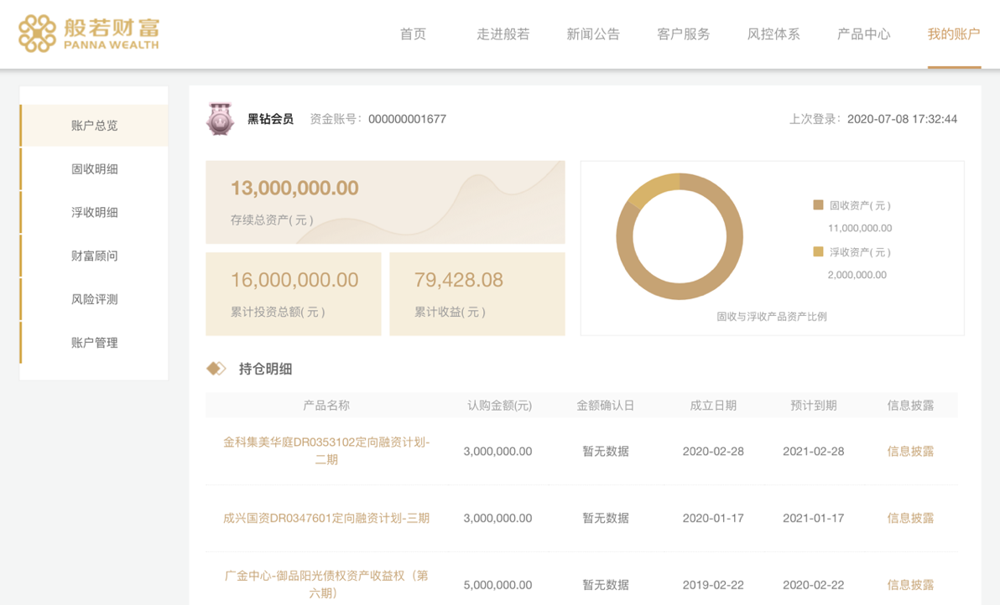 般若财富
PANNA WEALTH
首页 走进般若 新闻公告 客户服务 风控体系 产品中心 我的账户
账户总览
固收明细
浮收明细
财富顾问
风险评测
账户管理
黑钻会员 资金账号：000000001677 上次登录：2020-07-08 17:32:44
13,000,000.00
存续总资产( 元 )
16,000,000.00
累计投资总额( 元 )
79,428.08
累计收益( 元 )
固收资产( 元 )
11,000,000.00
浮收资产( 元 )
2,000,000.00
固收与浮收产品资产比例
持仓明细
产品名称 认购金额(元) 金额确认日 成立日期 预计到期 信息披露
金科集美华庭DR0353102定向融资计划-
二期
3,000,000.00 暂无数据 2020-02-28 2021-02-28 信息披露
成兴国资DR0347601定向融资计划-三期 3,000,000.00 暂无数据 2020-01-17 2021-01-17 信息披露
广金中心-御品阳光债权资产收益权（第
六期）
5,000,000.00 暂无数据 2019-02-22 2020-02-22 信息披露